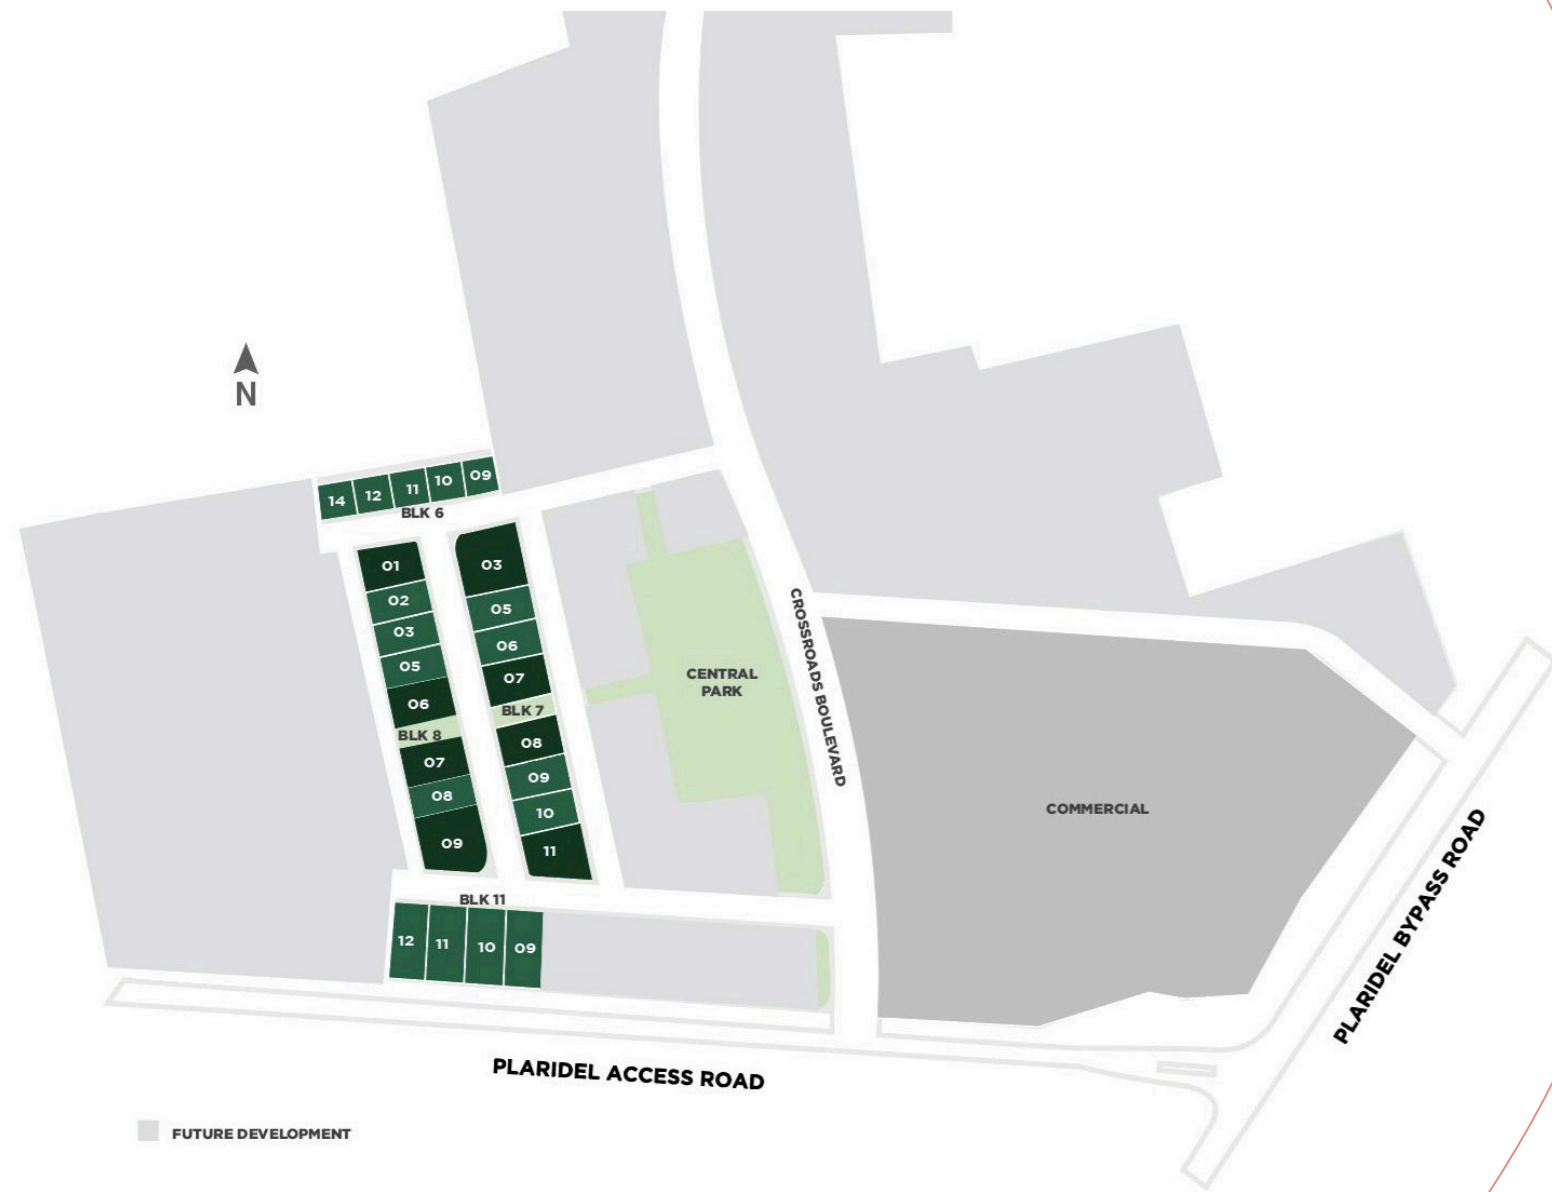 N
14 12 11 10 09
BLK 6
01
02
03
05
06
BLK 8
07
08
09
03
05
06
07
BLK 7
08
09
10
11
CENTRAL
PARK
CROSSROADS BOULEVARD
COMMERCIAL
BLK 11
12 11 10 09
PLARIDEL BYPASS ROAD
PLARIDEL ACCESS ROAD
FUTURE DEVELOPMENT